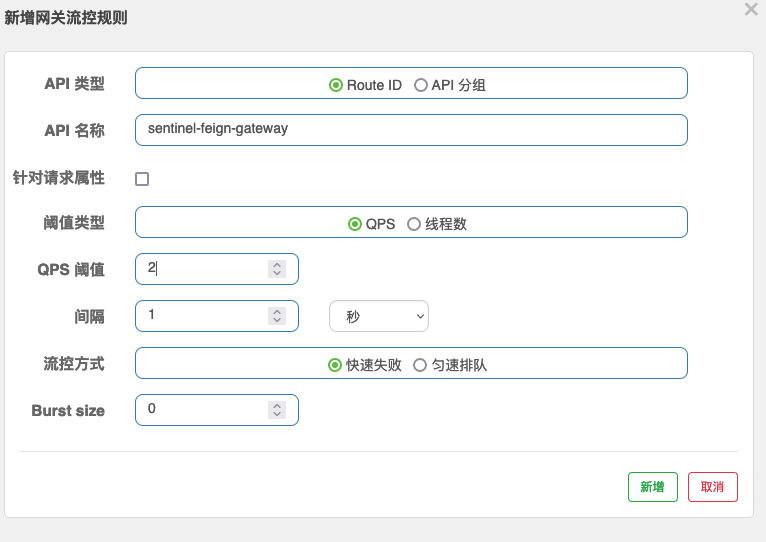 新增网关流控规则
API 类型
Route ID API 分组
API 名称
sentinel-feign-gateway
针对请求属性
阈值类型
QPS 线程数
QPS 阈值
2
间隔
1 秒
流控方式
快速失败 匀速排队
Burst size
0
新增 取消